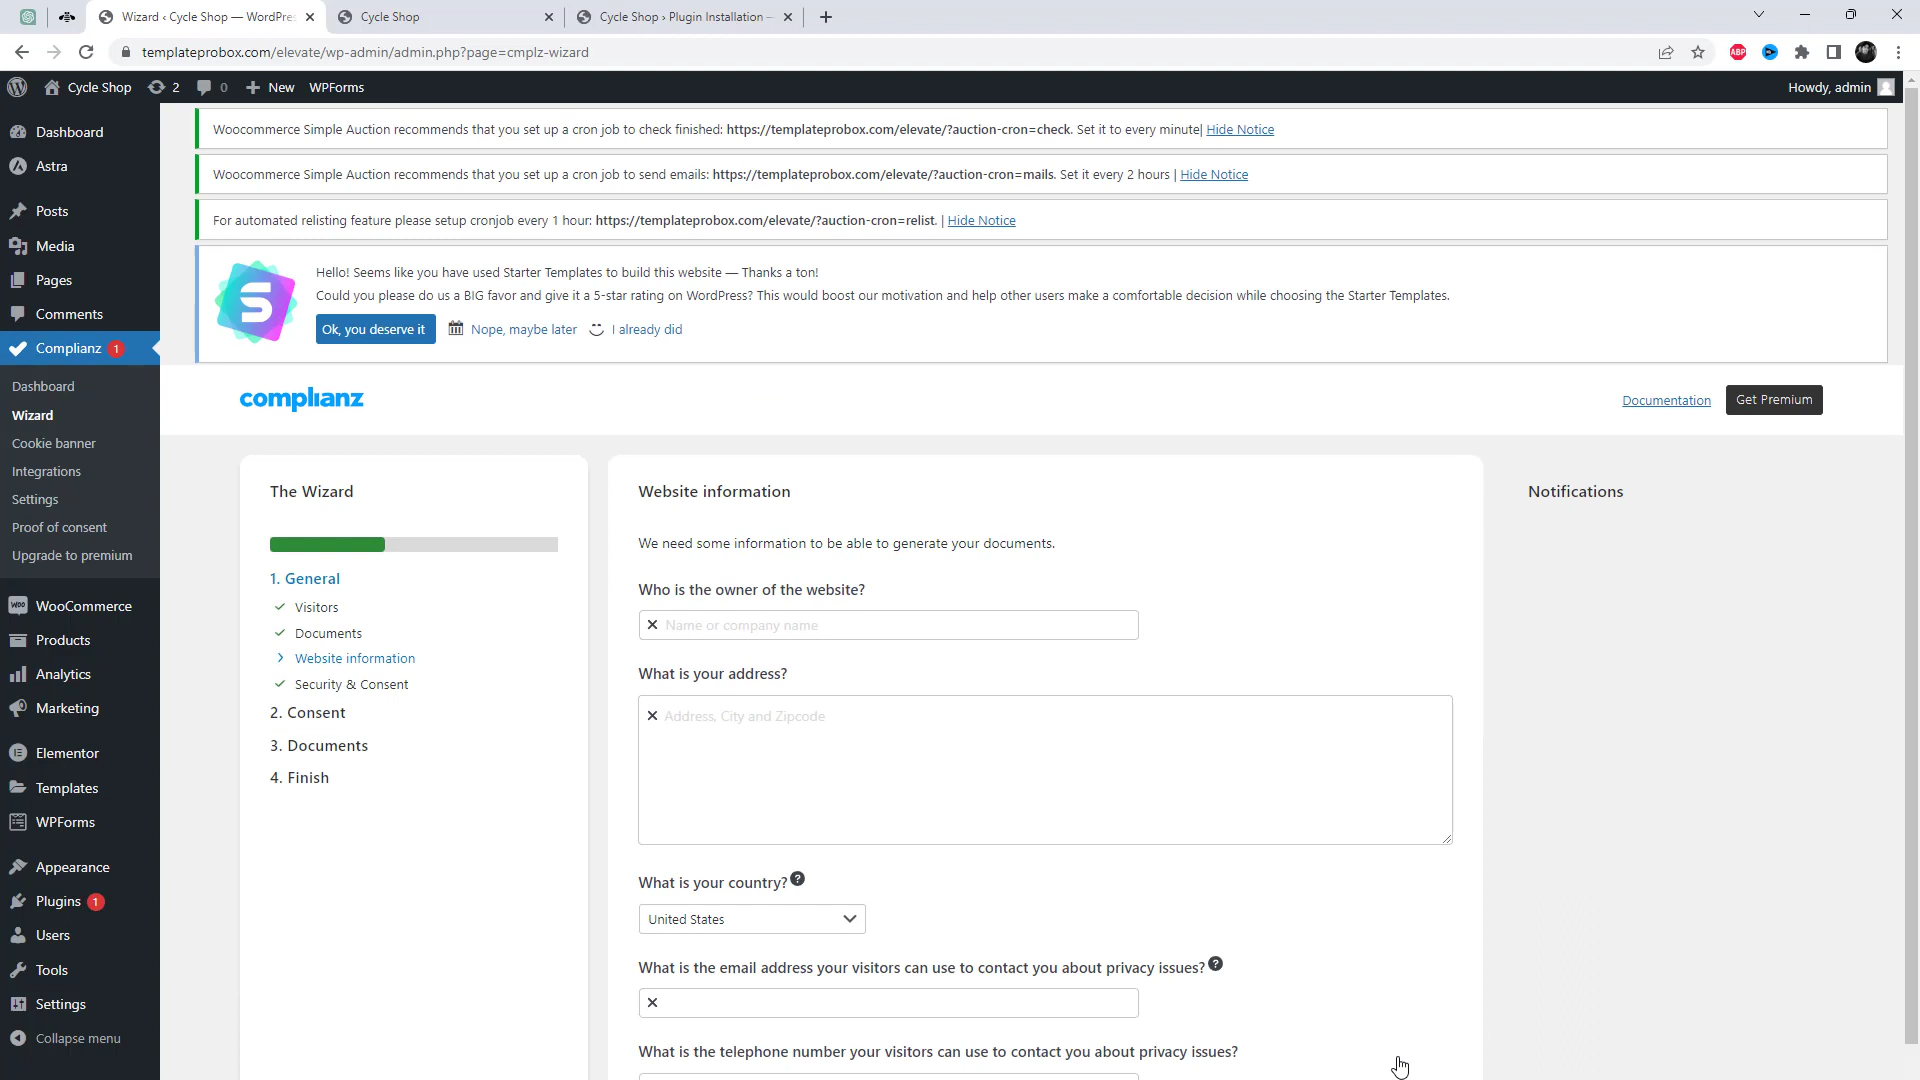 Wizard ‹ Cycle Shop — WordPre
Cycle Shop
Cycle Shop › Plugin Installation –
templateprobox.com/elevate/wp-admin/admin.php?page=cmplz-wizard
ABP
Cycle Shop
2
0
New
WPForms
Howdy, admin
Dashboard
Astra
Posts
Media
Pages
Comments
Complianz 1
Dashboard
Wizard
Cookie banner
Integrations
Settings
Proof of consent
Upgrade to premium
Woo WooCommerce
Products
Analytics
Marketing
Elementor
Templates
WPForms
Appearance
Plugins 1
Users
Tools
Settings
Collapse menu
Woocommerce Simple Auction recommends that you set up a cron job to check finished: https://templateprobox.com/elevate/?auction-cron=check. Set it to every minute| Hide Notice
Woocommerce Simple Auction recommends that you set up a cron job to send emails: https://templateprobox.com/elevate/?auction-cron=mails. Set it every 2 hours | Hide Notice
For automated relisting feature please setup cronjob every 1 hour: https://templateprobox.com/elevate/?auction-cron=relist. | Hide Notice
S
Hello! Seems like you have used Starter Templates to build this website — Thanks a ton!
Could you please do us a BIG favor and give it a 5-star rating on WordPress? This would boost our motivation and help other users make a comfortable decision while choosing the Starter Templates.
Ok, you deserve it
Nope, maybe later
I already did
complianz
Documentation
Get Premium
The Wizard
1. General
Visitors
Documents
Website information
Security & Consent
2. Consent
3. Documents
4. Finish
Website information
We need some information to be able to generate your documents.
Who is the owner of the website?
Name or company name
What is your address?
Address, City and Zipcode
What is your country? ?
United States
What is the email address your visitors can use to contact you about privacy issues? ?
What is the telephone number your visitors can use to contact you about privacy issues?
Notifications